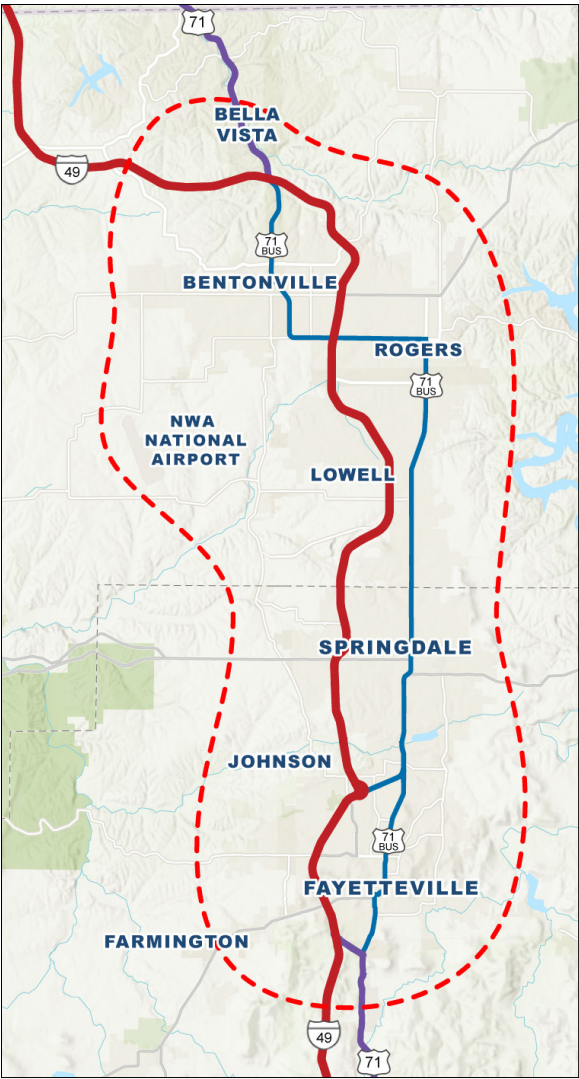 71
BELLA
VISTA
49
71
BUS
BENTONVILLE
ROGERS
71
BUS
NWA
NATIONAL
AIRPORT
LOWELL
SPRINGDALE
JOHNSON
71
BUS
FAYETTEVILLE
FARMINGTON
49
71